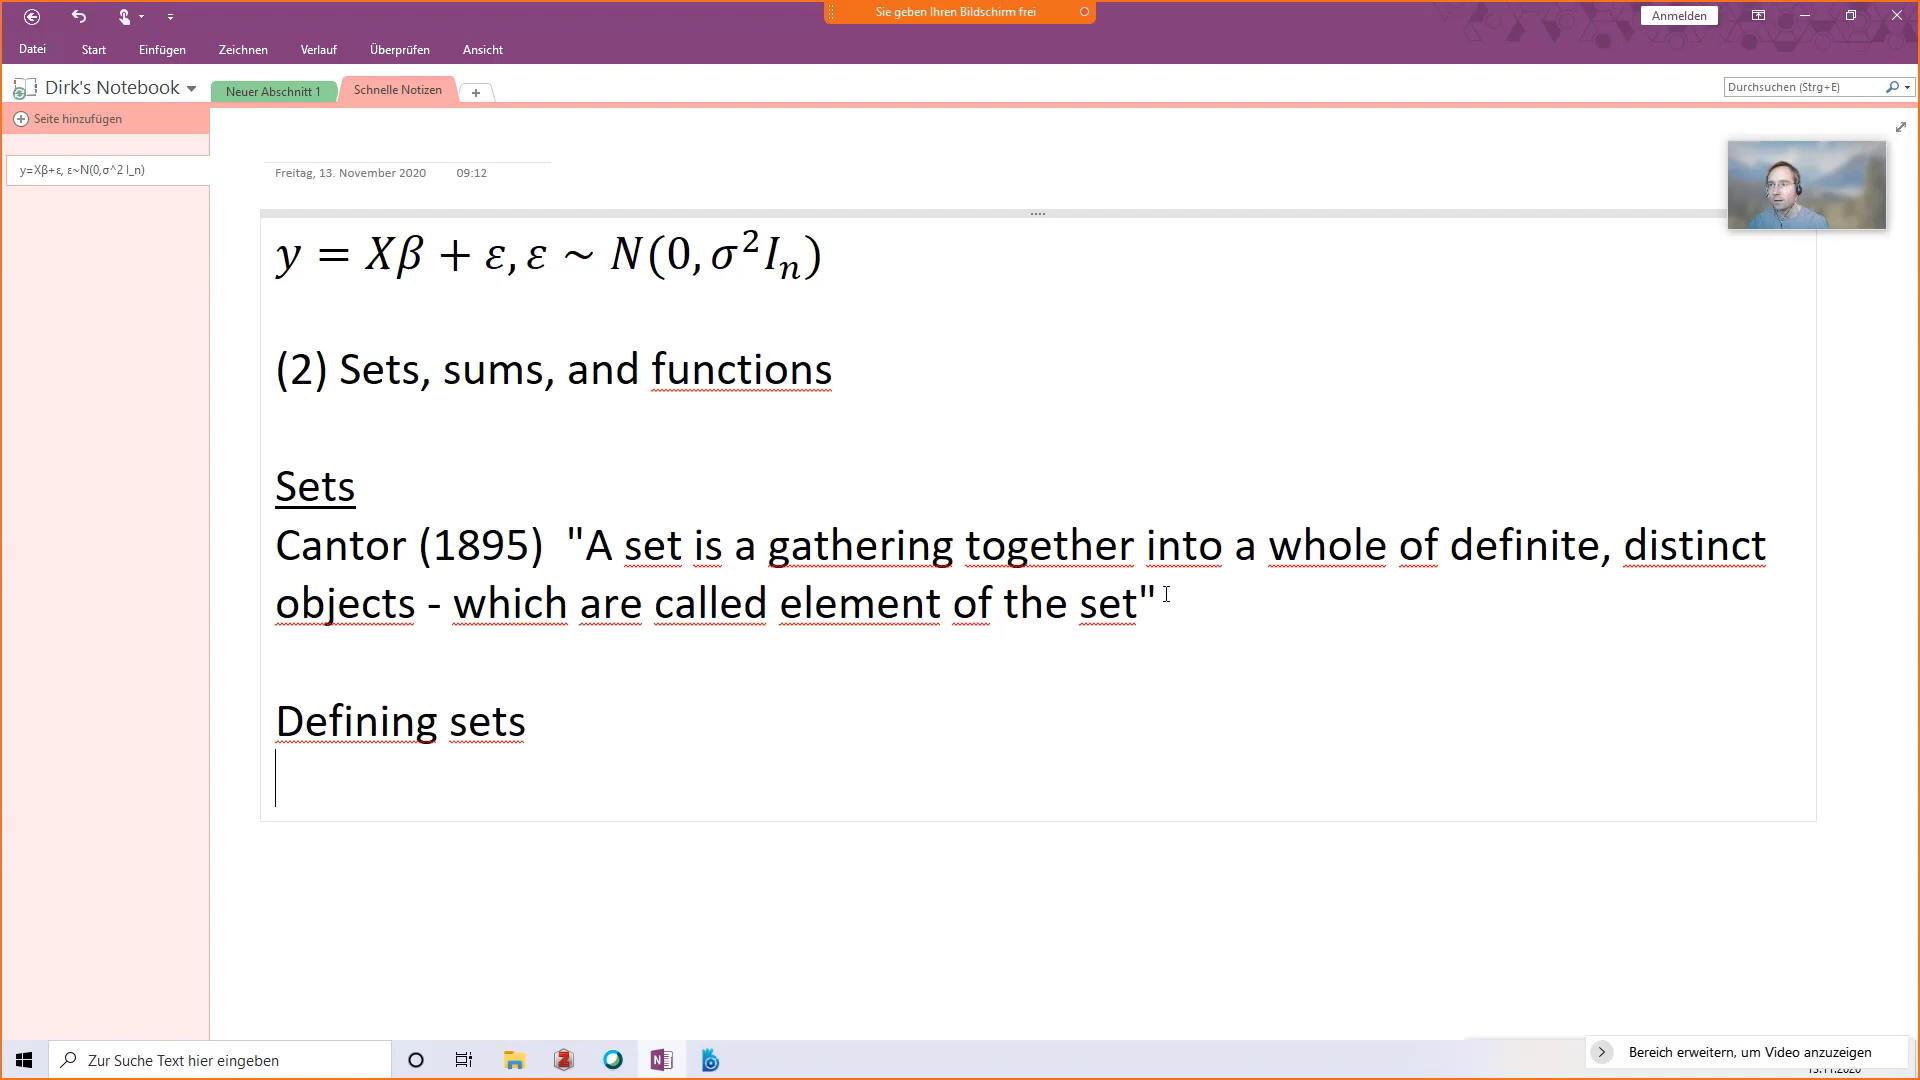 Sie geben Ihren Bildschirm frei
Anmelden
Datei Start Einfügen Zeichnen Verlauf Überprüfen Ansicht
Dirk's Notebook
Neuer Abschnitt 1
Schnelle Notizen
Durchsuchen (Strg+E)
Seite hinzufügen
y=Xβ+ε, ε~N(0,σ^2 I_n)
Freitag, 13. November 2020 09:12
y = Xβ + ε, ε ~ N(0, σ²Iₙ)
(2) Sets, sums, and functions
Sets
Cantor (1895) "A set is a gathering together into a whole of definite, distinct
objects - which are called element of the set"
Defining sets
Zur Suche Text hier eingeben
Bereich erweitern, um Video anzuzeigen
13.11.2020